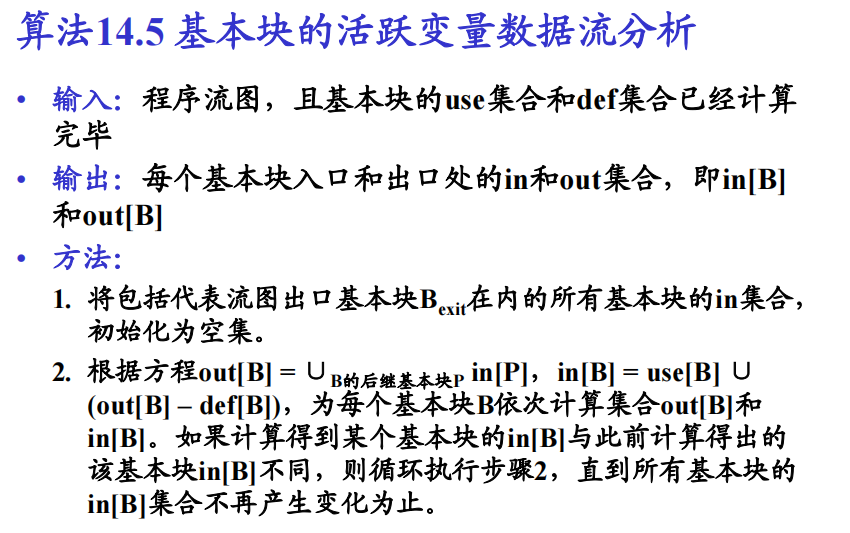 算法14.5 基本块的活跃变量数据流分析
• 输入：程序流图，且基本块的use集合和def集合已经计算
完毕
• 输出：每个基本块入口和出口处的in和out集合，即in[B]
和out[B]
• 方法：
1. 将包括代表流图出口基本块Bexit在内的所有基本块的in集合，
初始化为空集。
2. 根据方程out[B] = ∪B的后继基本块P in[P]，in[B] = use[B] ∪
(out[B] – def[B])，为每个基本块B依次计算集合out[B]和
in[B]。如果计算得到某个基本块的in[B]与此前计算得出的
该基本块in[B]不同，则循环执行步骤2，直到所有基本块的
in[B]集合不再产生变化为止。